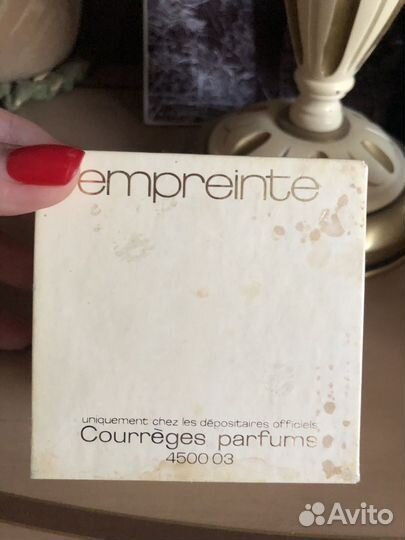 empreinte
uniquement chez les dépositaires officiels
Courrèges parfums
4500 03
Avito